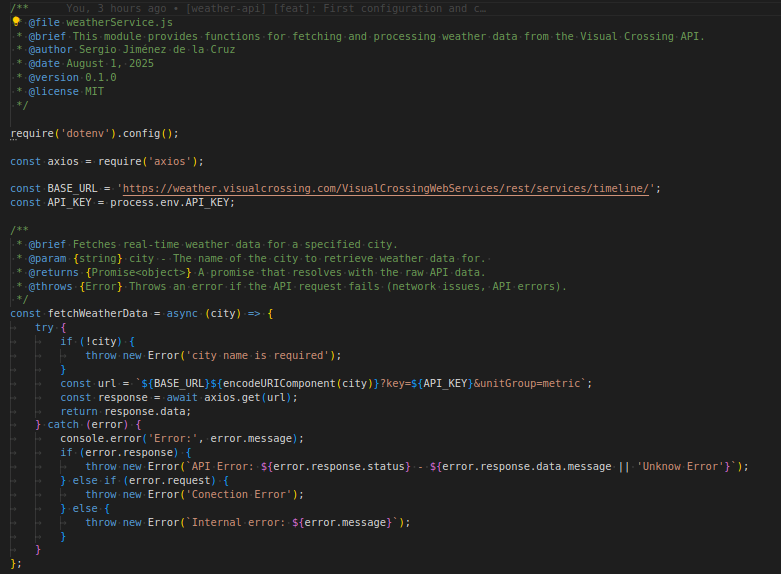 /** You, 3 hours ago • [weather-api] [feat]: First configuration and c…
 * @file weatherService.js
 * @brief This module provides functions for fetching and processing weather data from the Visual Crossing API.
 * @author Sergio Jiménez de la Cruz
 * @date August 1, 2025
 * @version 0.1.0
 * @license MIT
 */
require('dotenv').config();
const axios = require('axios');
const BASE_URL = 'https://weather.visualcrossing.com/VisualCrossingWebServices/rest/services/timeline/';
const API_KEY = process.env.API_KEY;
/**
 * @brief Fetches real-time weather data for a specified city.
 * @param {string} city - The name of the city to retrieve weather data for.
 * @returns {Promise<object>} A promise that resolves with the raw API data.
 * @throws {Error} Throws an error if the API request fails (network issues, API errors).
 */
const fetchWeatherData = async (city) => {
    try {
        if (!city) {
            throw new Error('city name is required');
        }
        const url = `${BASE_URL}${encodeURIComponent(city)}?key=${API_KEY}&unitGroup=metric`;
        const response = await axios.get(url);
        return response.data;
    } catch (error) {
        console.error('Error:', error.message);
        if (error.response) {
            throw new Error(`API Error: ${error.response.status} - ${error.response.data.message || 'Unknow Error'}`);
        } else if (error.request) {
            throw new Error('Conection Error');
        } else {
            throw new Error(`Internal error: ${error.message}`);
        }
    }
};